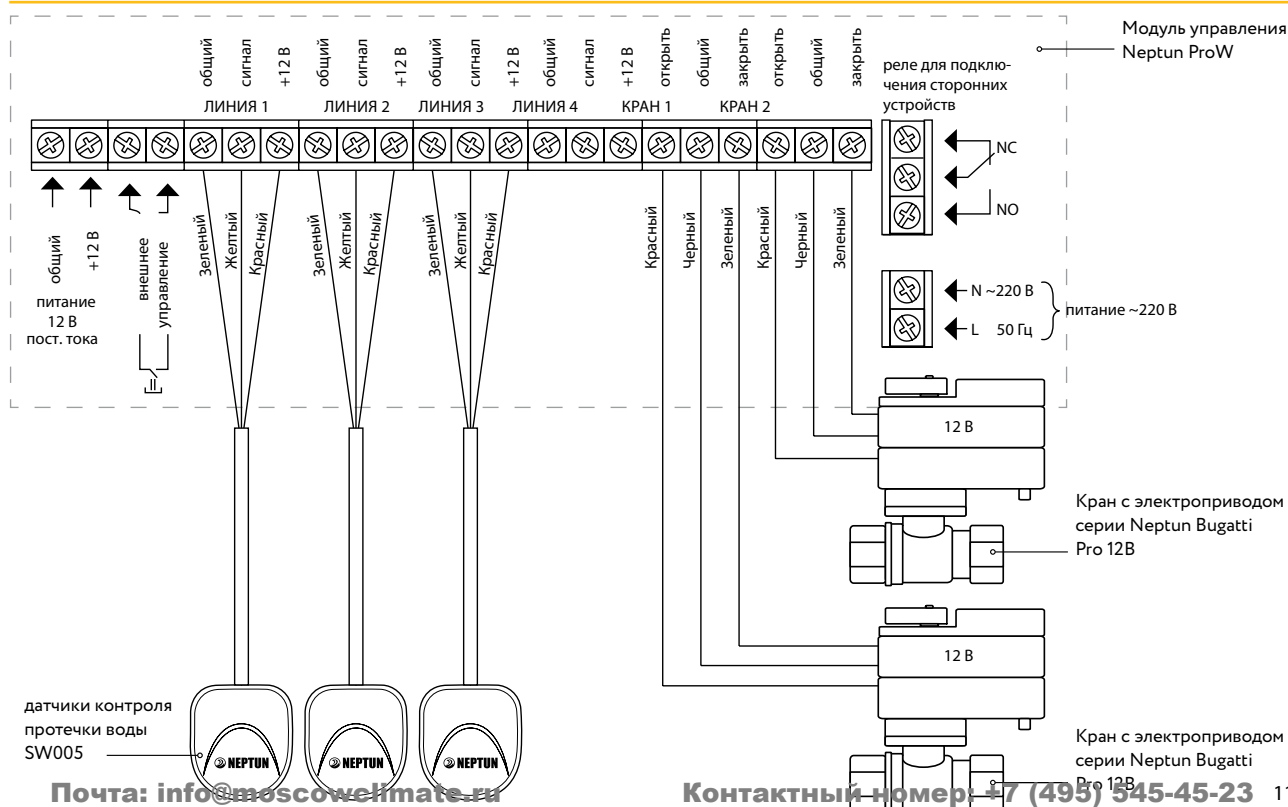 Модуль управления
Neptun ProW
общий
сигнал
+12 В
общий
сигнал
+12 В
общий
сигнал
+12 В
общий
сигнал
+12 В
открыть
общий
закрыть
открыть
общий
закрыть
реле для подклю-
чения сторонних
устройств
ЛИНИЯ 1
ЛИНИЯ 2
ЛИНИЯ 3
ЛИНИЯ 4
КРАН 1
КРАН 2
NC
NO
общий
+12 В
питание
12 В
пост. тока
внешнее
управление
Зеленый
Желтый
Красный
Зеленый
Желтый
Красный
Зеленый
Желтый
Красный
Красный
Черный
Зеленый
Красный
Черный
Зеленый
N ~220 В
L 50 Гц
питание ~220 В
12 В
Кран с электроприводом
серии Neptun Bugatti
Pro 12В
12 В
датчики контроля
протечки воды
SW005
NEPTUN
NEPTUN
NEPTUN
Кран с электроприводом
серии Neptun Bugatti
Pro 12В
Почта: info@moscowclimate.ru
Контактный номер: +7 (495) 545-45-23